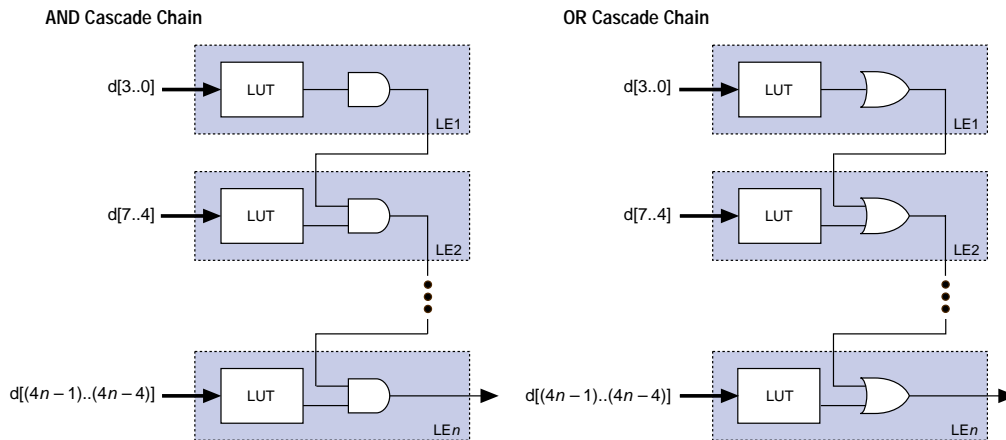 AND Cascade Chain
d[3..0]
LUT
LE1
d[7..4]
LUT
LE2
d[(4n – 1)..(4n – 4)]
LUT
LEn
OR Cascade Chain
d[3..0]
LUT
LE1
d[7..4]
LUT
LE2
d[(4n – 1)..(4n – 4)]
LUT
LEn